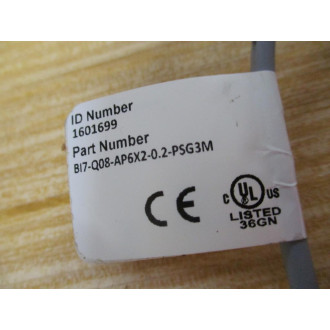 ID Number
1601699
Part Number
BI7-Q08-AP6X2-0.2-PSG3M
CE
C UL US
LISTED
36GN